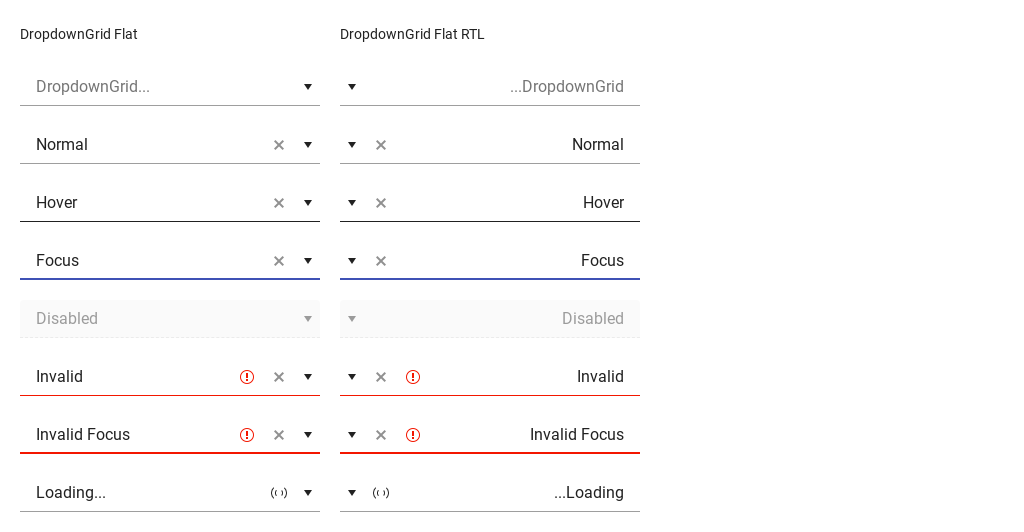 DropdownGrid Flat
DropdownGrid Flat RTL
DropdownGrid...
...DropdownGrid
Normal
Normal
Hover
Hover
Focus
Focus
Disabled
Disabled
Invalid
Invalid
Invalid Focus
Invalid Focus
Loading...
...Loading